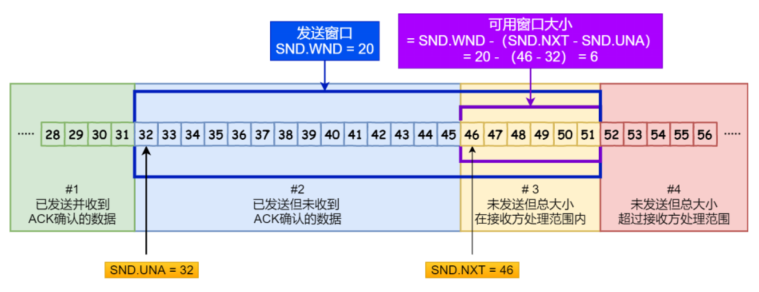 发送窗口
SND.WND = 20
可用窗口大小
= SND.WND -（SND.NXT - SND.UNA）
= 20 -（46 - 32） = 6
..... 28 29 30 31 32 33 34 35 36 37 38 39 40 41 42 43 44 45 46 47 48 49 50 51 52 53 54 55 56 .....
#1
已发送并收到
ACK确认的数据
#2
已发送但未收到
ACK确认的数据
# 3
未发送但总大小
在接收方处理范围内
#4
未发送但总大小
超过接收方处理范围
SND.UNA = 32
SND.NXT = 46